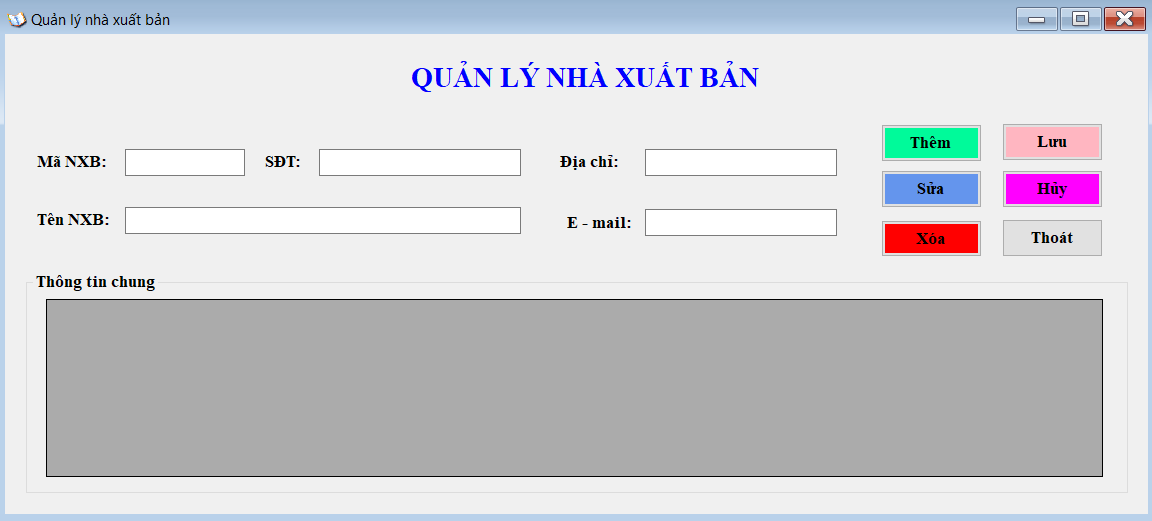 Quản lý nhà xuất bản
QUẢN LÝ NHÀ XUẤT BẢN
Mã NXB: SĐT: Địa chỉ: Thêm Lưu
Sửa Hủy
Tên NXB: E - mail:
Xóa Thoát
Thông tin chung